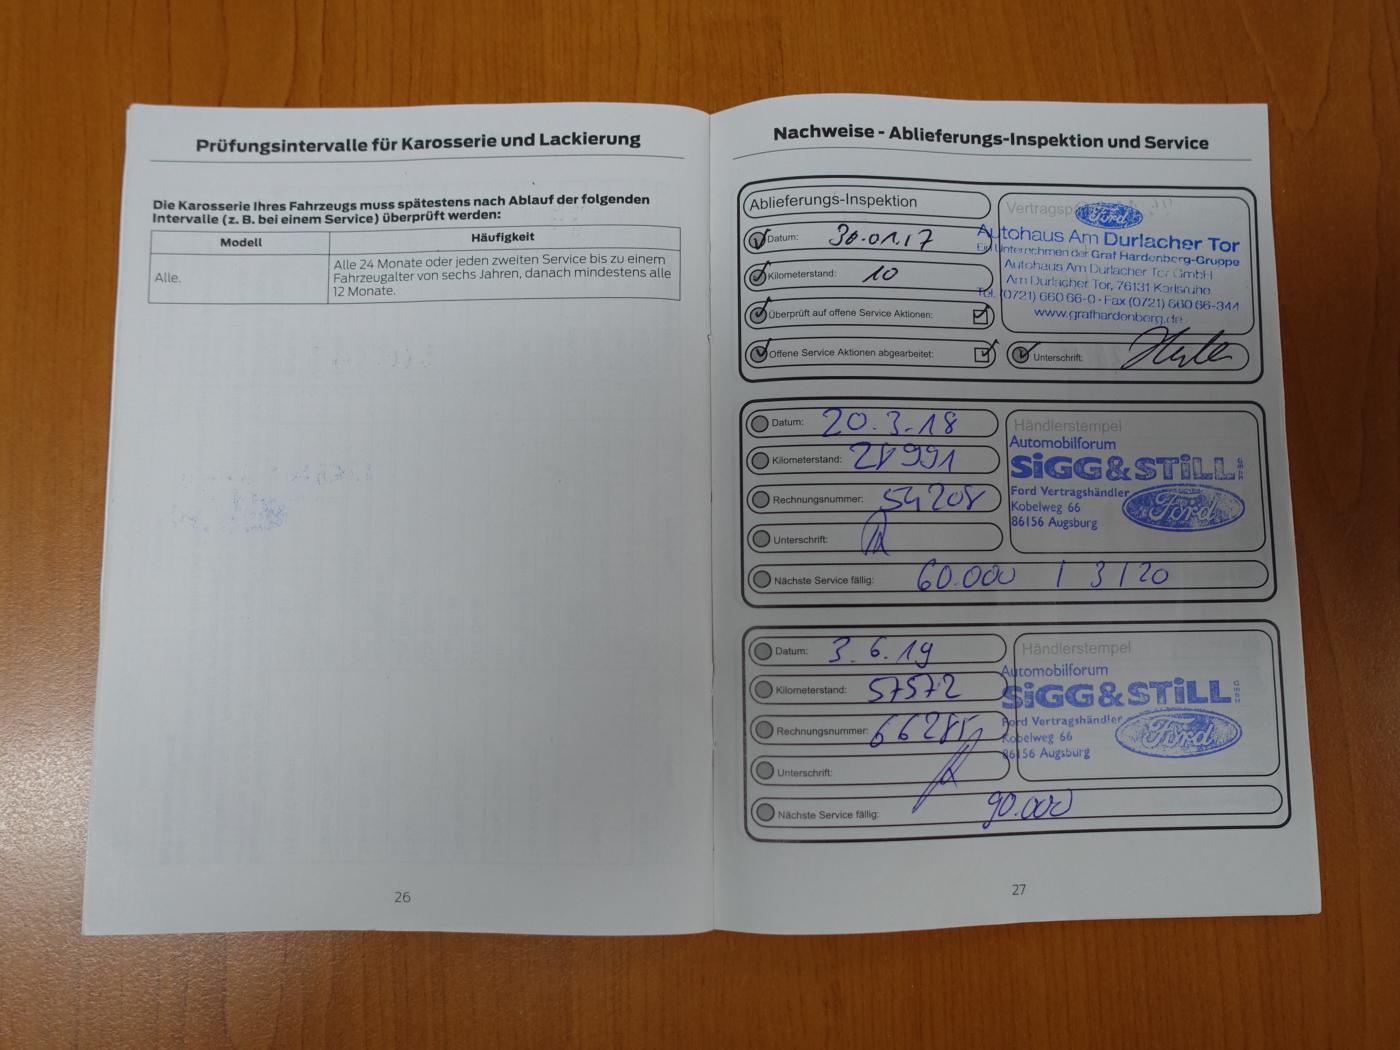 Prüfungsintervalle für Karosserie und Lackierung
Die Karosserie Ihres Fahrzeugs muss spätestens nach Ablauf der folgenden
Intervalle (z. B. bei einem Service) überprüft werden:
Modell
Häufigkeit
Alle.
Alle 24 Monate oder jeden zweiten Service bis zu einem
Fahrzeugalter von sechs Jahren, danach mindestens alle
12 Monate.
26
Nachweise - Ablieferungs-Inspektion und Service
Ablieferungs-Inspektion
Datum: 30.01.17
Kilometerstand: 10
Überprüft auf offene Service Aktionen:
Offene Service Aktionen abgearbeitet:
Ford
Autohaus Am Durlacher Tor
Ein Unternehmen der Graf Hardenberg-Gruppe
Autohaus Am Durlacher Tor GmbH
Am Durlacher Tor, 76131 Karlsruhe
Tel. (0721) 660 66-0 · Fax (0721) 660 66-344
www.grafhardenberg.de
Unterschrift:
Datum: 20.3.18
Kilometerstand: 28991
Rechnungsnummer: 54208
Unterschrift:
Händlerstempel
Automobilforum
SiGG&STiLL GmbH
Ford Vertragshändler
Kobelweg 66
86156 Augsburg
Ford
Nächste Service fällig: 60.000 / 3/20
Datum: 3.6.19
Kilometerstand: 57572
Rechnungsnummer:
Unterschrift:
Händlerstempel
Automobilforum
SiGG&STiLL GmbH
Ford Vertragshändler
Kobelweg 66
86156 Augsburg
Ford
Nächste Service fällig: 90.000
27